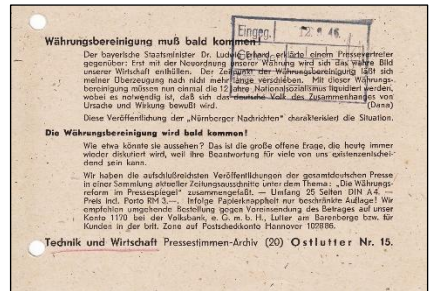 Eingeg. 12. 8. 46.
Währungsbereinigung muß bald kommen!
Der bayerische Staatsminister Dr. Ludwig Erhard, erklärte einem Pressevertreter
gegenüber: Erst mit der Neuordnung unserer Währung wird sich das wahre Bild
unserer Wirtschaft enthüllen. Der Zeitpunkt der Währungsbereinigung läßt sich
meiner Überzeugung nach nicht mehr lange verschieben. Mit dieser Währungs-
bereinigung müssen nun einmal die 12 Jahre Nationalsozialismus liquidiert werden,
wobei es notwendig ist, daß sich das deutsche Volk des Zusammenhanges von
Ursache und Wirkung bewußt wird. (Dana)
Diese Veröffentlichung der „Nürnberger Nachrichten" charakterisiert die Situation.
Die Währungsbereinigung wird bald kommen!
Wie etwa könnte sie aussehen? Das ist die große offene Frage, die heute immer
wieder diskutiert wird, weil ihre Beantwortung für viele von uns existenzentschei-
dend sein kann.
Wir haben die aufschlußreichsten Veröffentlichungen der gesamtdeutschen Presse
in einer Sammlung aktueller Zeitungsausschnitte unter dem Thema: „Die Währungs-
reform im Pressespiegel" zusammengefaßt. — Umfang 25 Seiten DIN A4. —
Preis incl. Porto RM 3,—. Infolge Papierknappheit nur beschränkte Auflage! Wir
empfehlen umgehende Bestellung gegen Voreinsendung des Betrages auf unser
Konto 1170 bei der Volksbank, e. G. m. b. H., Lutter am Barenberge bzw. für
Kunden in der brit. Zone auf Postscheckkonto Hannover 102886.
Technik und Wirtschaft Pressestimmen-Archiv (20) Ostlutter Nr. 15.